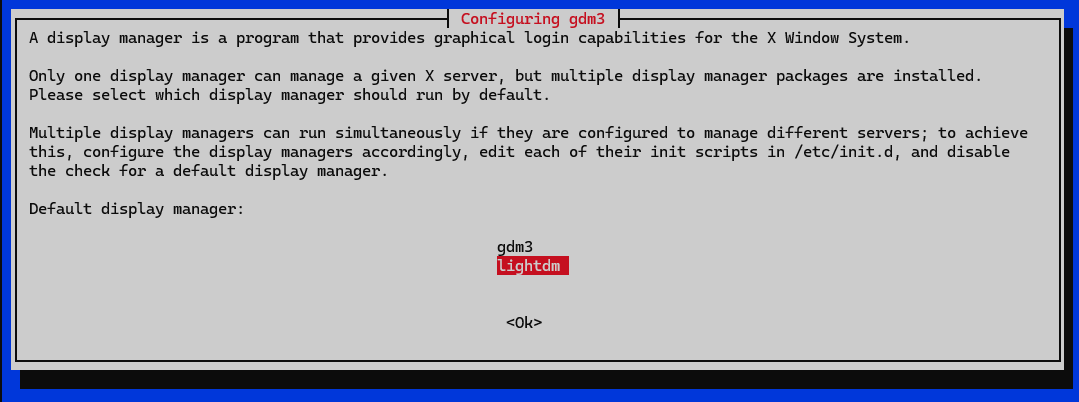 Configuring gdm3
A display manager is a program that provides graphical login capabilities for the X Window System.
Only one display manager can manage a given X server, but multiple display manager packages are installed.
Please select which display manager should run by default.
Multiple display managers can run simultaneously if they are configured to manage different servers; to achieve
this, configure the display managers accordingly, edit each of their init scripts in /etc/init.d, and disable
the check for a default display manager.
Default display manager:
gdm3
lightdm
<Ok>